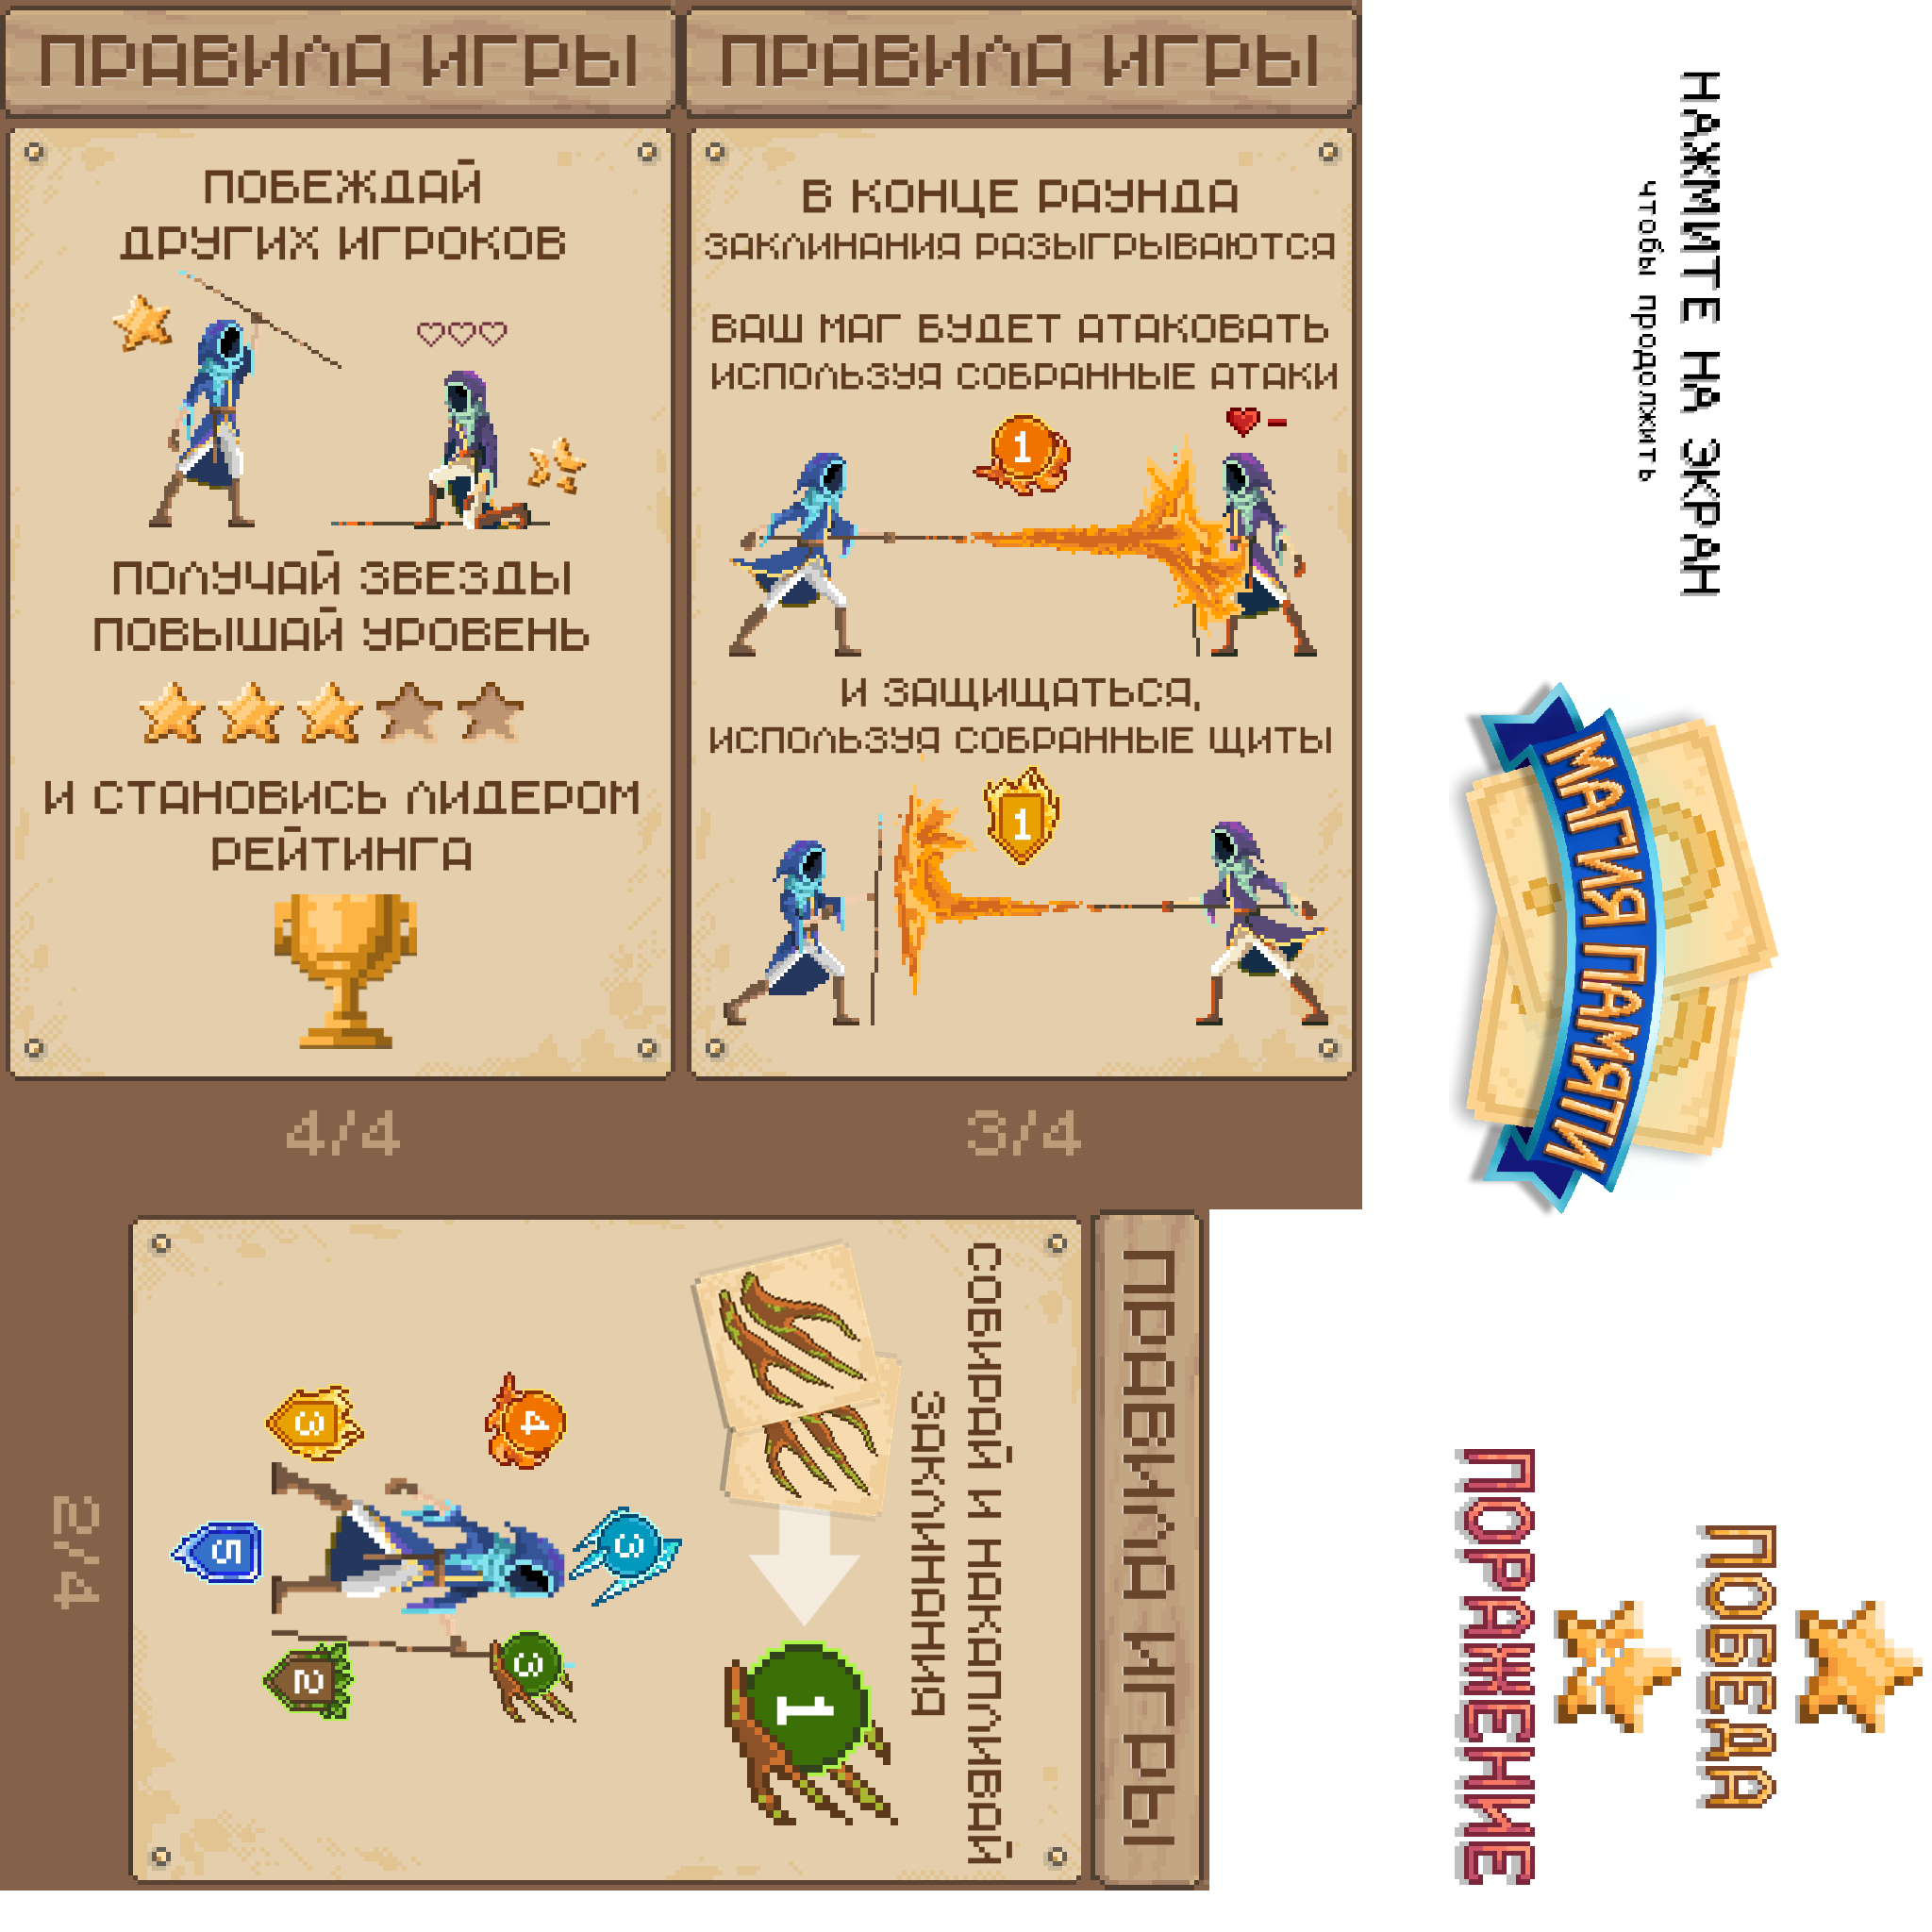 ПРАВИЛА ИГРЫ
ПОБЕЖДАЙ
ДРУГИХ ИГРОКОВ
ПОЛУЧАЙ ЗВЕЗДЫ
ПОВЫШАЙ УРОВЕНЬ
И СТАНОВИСЬ ЛИДЕРОМ
РЕЙТИНГА
4/4
ПРАВИЛА ИГРЫ
В КОНЦЕ РАУНДА
ЗАКЛИНАНИЯ РАЗЫГРЫВАЮТСЯ
ВАШ МАГ БУДЕТ АТАКОВАТЬ
ИСПОЛЬЗУЯ СОБРАННЫЕ АТАКИ
1
И ЗАЩИЩАТЬСЯ,
ИСПОЛЬЗУЯ СОБРАННЫЕ ЩИТЫ
1
3/4
НАЖМИТЕ НА ЭКРАН
чтобы продолжить
МАГИЯ ПАМЯТИ
ПРАВИЛА ИГРЫ
СОБИРАЙ И НАКАПЛИВАЙ
ЗАКЛИНАНИЯ
1
3
4
3
3
5
2
2/4
ПОБЕДА
ПОРАЖЕНИЕ